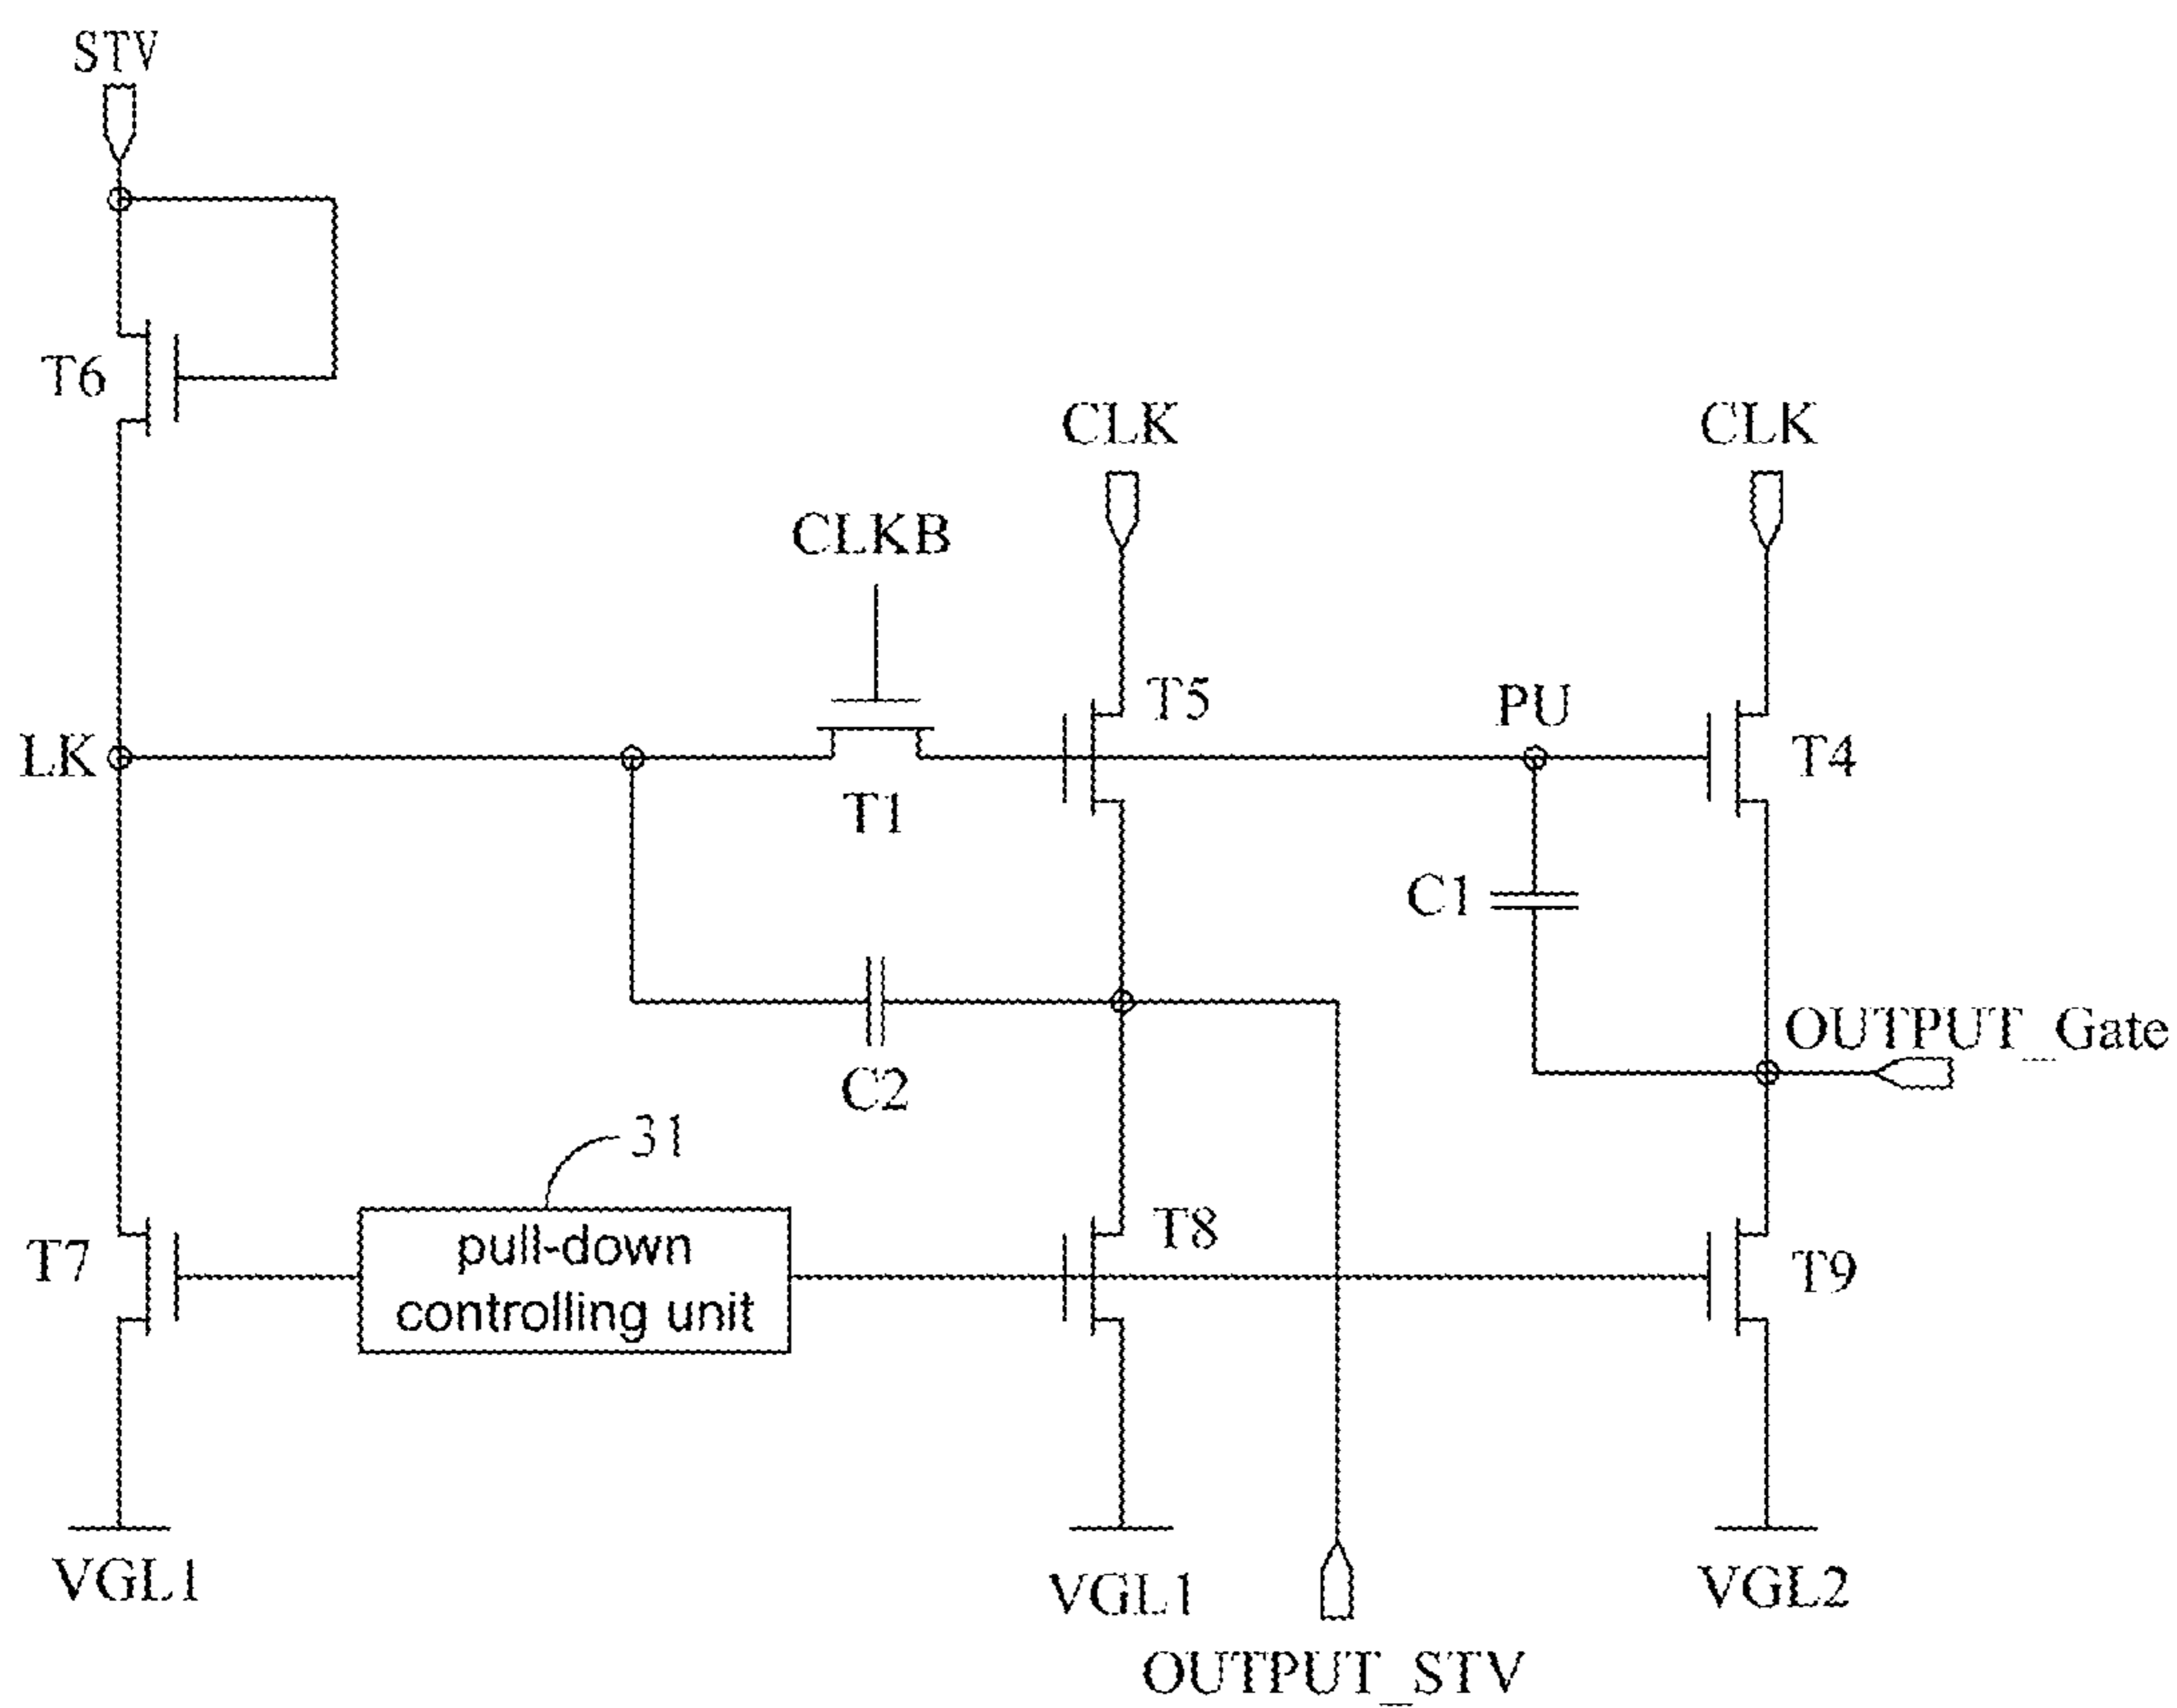 STV
T6
CLK
CLK
CLKB
T5
PU
LK
T1
T4
C1
C2
OUTPUT_Gate
31
T7
pull-down
controlling unit
T8
T9
VGL1
VGL1
VGL2
OUTPUT_STV